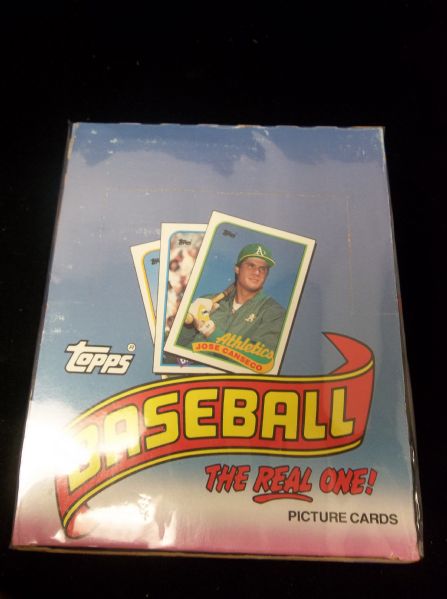 topps
Athletics
JOSE CANSECO
topps
BASEBALL
THE REAL ONE!
PICTURE CARDS